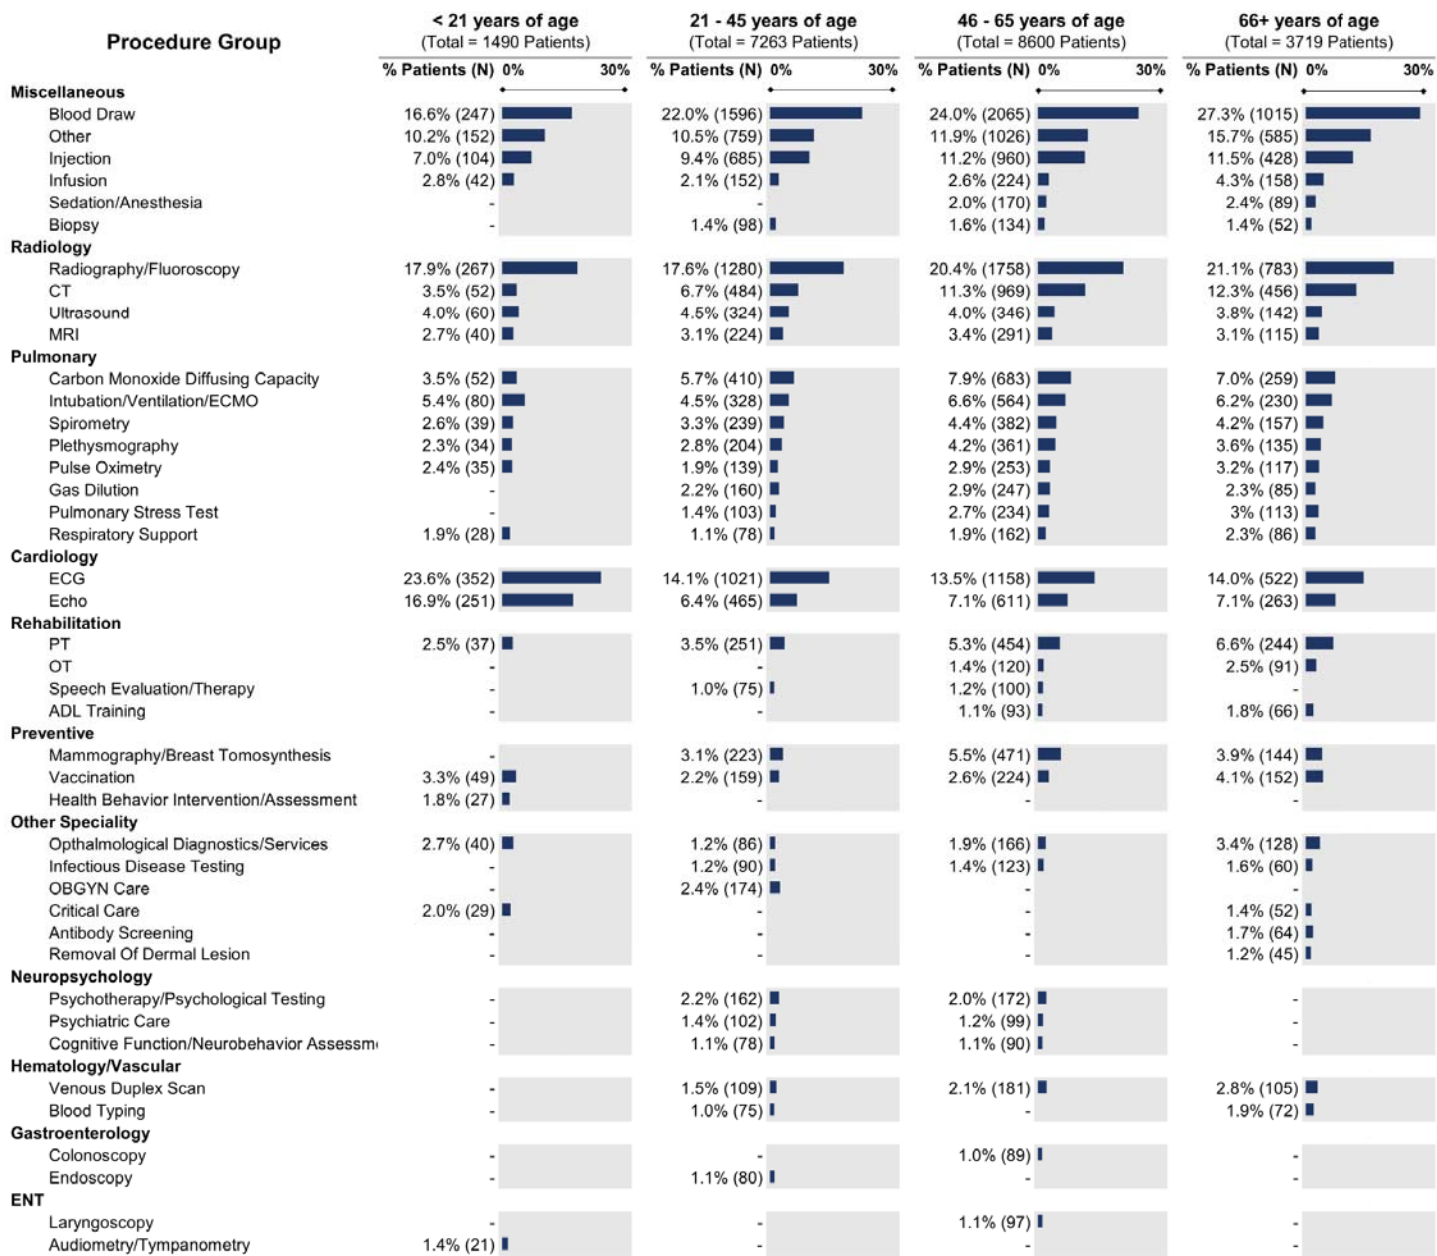 Procedure Group
< 21 years of age 21 - 45 years of age 46 - 65 years of age 66+ years of age
(Total = 1490 Patients) (Total = 7263 Patients) (Total = 8600 Patients) (Total = 3719 Patients)
% Patients (N) 0% 30% % Patients (N) 0% 30% % Patients (N) 0% 30% % Patients (N) 0% 30%
Miscellaneous
Blood Draw 16.6% (247) 22.0% (1596) 24.0% (2065) 27.3% (1015)
Other 10.2% (152) 10.5% (759) 11.9% (1026) 15.7% (585)
Injection 7.0% (104) 9.4% (685) 11.2% (960) 11.5% (428)
Infusion 2.8% (42) 2.1% (152) 2.6% (224) 4.3% (158)
Sedation/Anesthesia - - 2.0% (170) 2.4% (89)
Biopsy - 1.4% (98) 1.6% (134) 1.4% (52)
Radiology
Radiography/Fluoroscopy 17.9% (267) 17.6% (1280) 20.4% (1758) 21.1% (783)
CT 3.5% (52) 6.7% (484) 11.3% (969) 12.3% (456)
Ultrasound 4.0% (60) 4.5% (324) 4.0% (346) 3.8% (142)
MRI 2.7% (40) 3.1% (224) 3.4% (291) 3.1% (115)
Pulmonary
Carbon Monoxide Diffusing Capacity 3.5% (52) 5.7% (410) 7.9% (683) 7.0% (259)
Intubation/Ventilation/ECMO 5.4% (80) 4.5% (328) 6.6% (564) 6.2% (230)
Spirometry 2.6% (39) 3.3% (239) 4.4% (382) 4.2% (157)
Plethysmography 2.3% (34) 2.8% (204) 4.2% (361) 3.6% (135)
Pulse Oximetry 2.4% (35) 1.9% (139) 2.9% (253) 3.2% (117)
Gas Dilution - 2.2% (160) 2.9% (247) 2.3% (85)
Pulmonary Stress Test - 1.4% (103) 2.7% (234) 3% (113)
Respiratory Support 1.9% (28) 1.1% (78) 1.9% (162) 2.3% (86)
Cardiology
ECG 23.6% (352) 14.1% (1021) 13.5% (1158) 14.0% (522)
Echo 16.9% (251) 6.4% (465) 7.1% (611) 7.1% (263)
Rehabilitation
PT 2.5% (37) 3.5% (251) 5.3% (454) 6.6% (244)
OT - - 1.4% (120) 2.5% (91)
Speech Evaluation/Therapy - 1.0% (75) 1.2% (100) -
ADL Training - - 1.1% (93) 1.8% (66)
Preventive
Mammography/Breast Tomosynthesis - 3.1% (223) 5.5% (471) 3.9% (144)
Vaccination 3.3% (49) 2.2% (159) 2.6% (224) 4.1% (152)
Health Behavior Intervention/Assessment 1.8% (27) - - -
Other Speciality
Opthalmological Diagnostics/Services 2.7% (40) 1.2% (86) 1.9% (166) 3.4% (128)
Infectious Disease Testing - 1.2% (90) 1.4% (123) 1.6% (60)
OBGYN Care - 2.4% (174) - -
Critical Care 2.0% (29) - - 1.4% (52)
Antibody Screening - - - 1.7% (64)
Removal Of Dermal Lesion - - - 1.2% (45)
Neuropsychology
Psychotherapy/Psychological Testing - 2.2% (162) 2.0% (172) -
Psychiatric Care - 1.4% (102) 1.2% (99) -
Cognitive Function/Neurobehavior Assessm - 1.1% (78) 1.1% (90) -
Hematology/Vascular
Venous Duplex Scan - 1.5% (109) 2.1% (181) 2.8% (105)
Blood Typing - 1.0% (75) - 1.9% (72)
Gastroenterology
Colonoscopy - - 1.0% (89) -
Endoscopy - 1.1% (80) - -
ENT
Laryngoscopy - - 1.1% (97) -
Audiometry/Tympanometry 1.4% (21) - - -